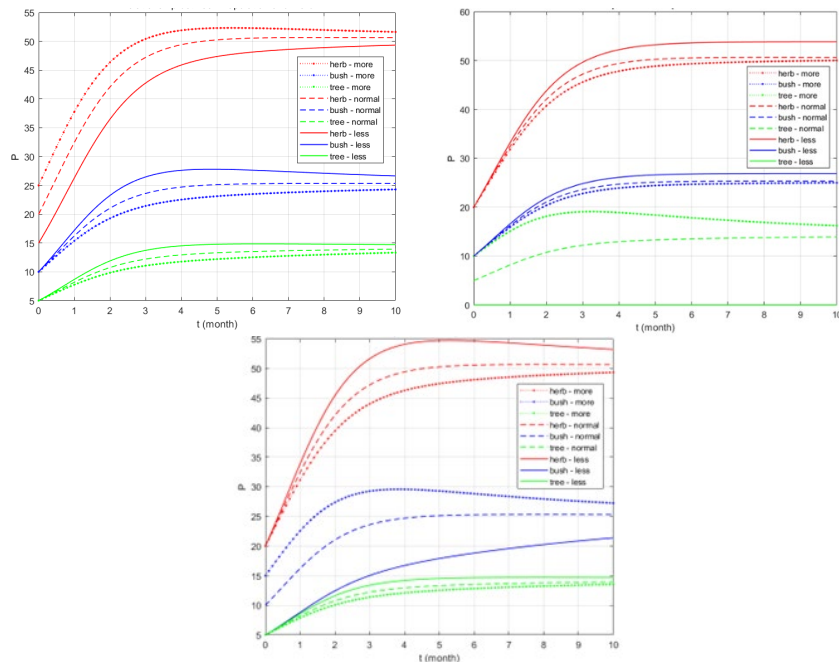 55
50
45
40
35
30
25
20
15
10
5
P
0 1 2 3 4 5 6 7 8 9 10
t (month)
herb - more
bush - more
tree - more
herb - normal
bush - normal
tree - normal
herb - less
bush - less
tree - less
60
50
40
30
20
10
0
P
0 1 2 3 4 5 6 7 8 9 10
t (month)
herb - more
bush - more
tree - more
herb - normal
bush - normal
tree - normal
herb - less
bush - less
tree - less
55
50
45
40
35
30
25
20
15
10
5
P
0 1 2 3 4 5 6 7 8 9 10
t (month)
herb - more
bush - more
tree - more
herb - normal
bush - normal
tree - normal
herb - less
bush - less
tree - less